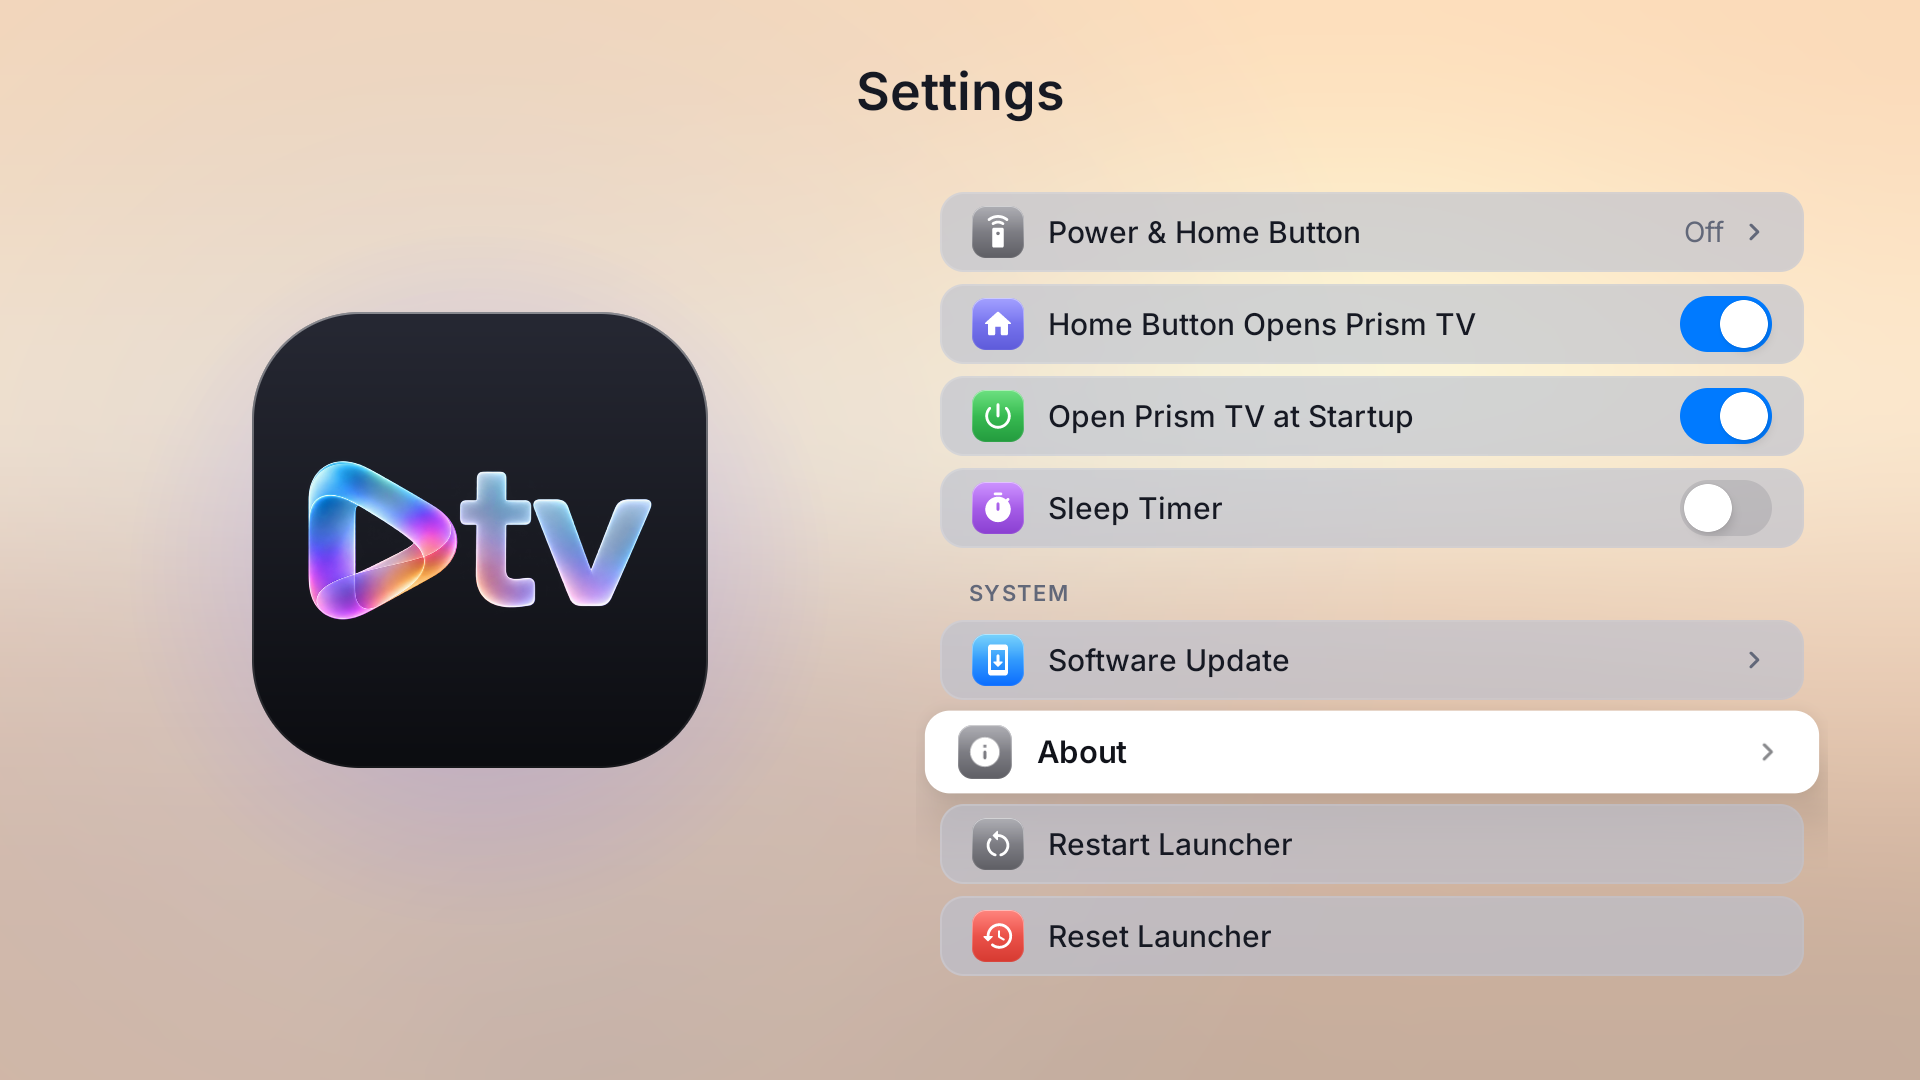 Settings
tv
Power & Home Button
Off
Home Button Opens Prism TV
Open Prism TV at Startup
Sleep Timer
SYSTEM
Software Update
About
Restart Launcher
Reset Launcher